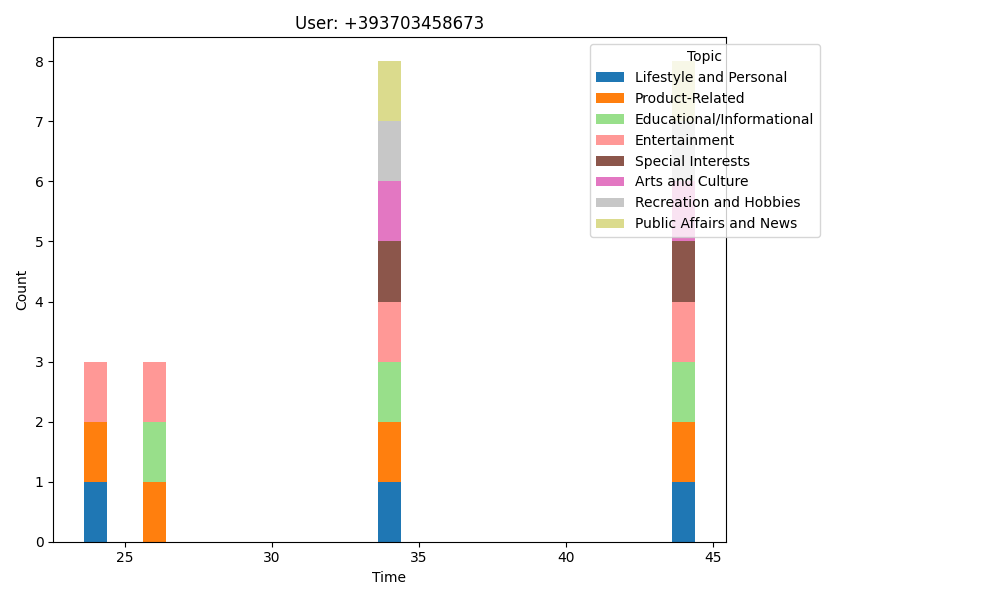 User: +393703458673
Topic
Lifestyle and Personal
Product-Related
Educational/Informational
Entertainment
Special Interests
Arts and Culture
Recreation and Hobbies
Public Affairs and News
Count
8
7
6
5
4
3
2
1
0
25 30 35 40 45
Time